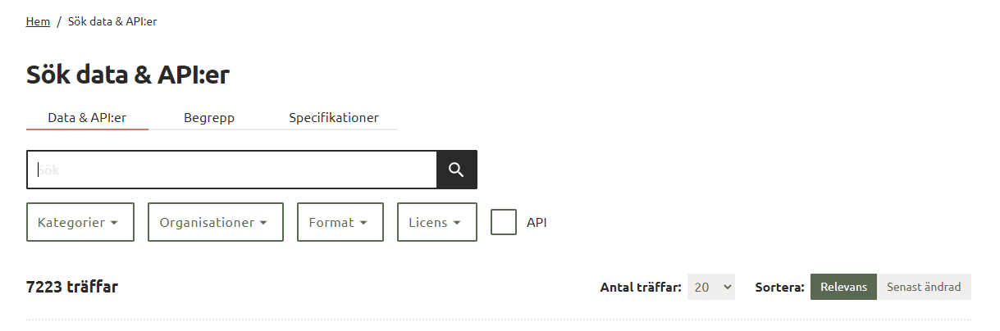 Hem / Sök data & API:er
Sök data & API:er
Data & API:er Begrepp Specifikationer
Sök
Kategorier Organisationer Format Licens API
7223 träffar Antal träffar: 20 Sortera: Relevans Senast ändrad